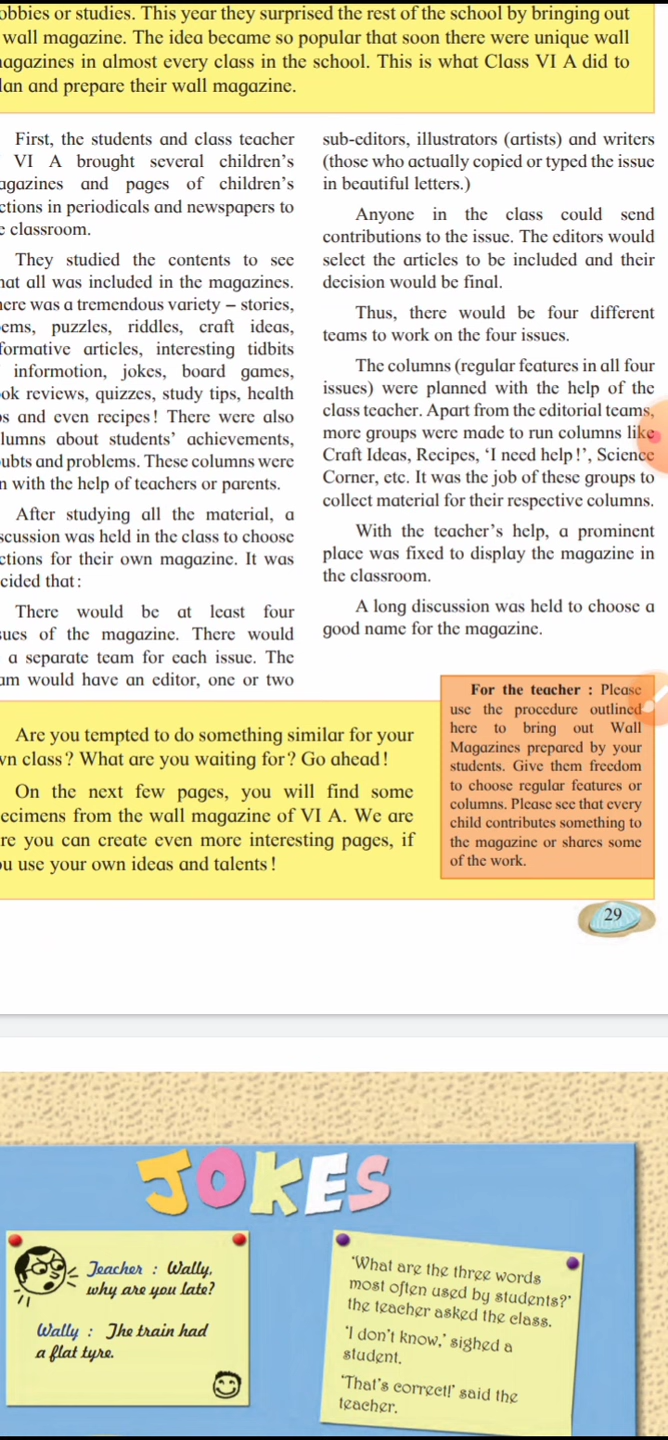 obbies or studies. This year they surprised the rest of the school by bringing out
wall magazine. The idea became so popular that soon there were unique wall
agazines in almost every class in the school. This is what Class VI A did to
lan and prepare their wall magazine.
First, the students and class teacher
VI A brought several children's
agazines and pages of children's
ctions in periodicals and newspapers to
e classroom.
They studied the contents to see
hat all was included in the magazines.
here was a tremendous variety – stories,
ems, puzzles, riddles, craft ideas,
formative articles, interesting tidbits
informotion, jokes, board games,
ok reviews, quizzes, study tips, health
s and even recipes! There were also
lumns about students' achievements,
ubts and problems. These columns were
n with the help of teachers or parents.
After studying all the material, a
scussion was held in the class to choose
ctions for their own magazine. It was
cided that :
There would be at least four
sues of the magazine. There would
a separate team for each issue. The
am would have an editor, one or two
sub-editors, illustrators (artists) and writers
(those who actually copied or typed the issue
in beautiful letters.)
Anyone in the class could send
contributions to the issue. The editors would
select the articles to be included and their
decision would be final.
Thus, there would be four different
teams to work on the four issues.
The columns (regular features in all four
issues) were planned with the help of the
class teacher. Apart from the editorial teams,
more groups were made to run columns like
Craft Ideas, Recipes, 'I need help!', Science
Corner, etc. It was the job of these groups to
collect material for their respective columns.
With the teacher's help, a prominent
place was fixed to display the magazine in
the classroom.
A long discussion was held to choose a
good name for the magazine.
Are you tempted to do something similar for your
wn class? What are you waiting for? Go ahead!
On the next few pages, you will find some
ecimens from the wall magazine of VI A. We are
re you can create even more interesting pages, if
ou use your own ideas and talents!
For the teacher : Please
use the procedure outlined
here to bring out Wall
Magazines prepared by your
students. Give them freedom
to choose regular features or
columns. Please see that every
child contributes something to
the magazine or shares some
of the work.
29
JOKES
Teacher : Wally,
why are you late?
Wally : The train had
a flat tyre.
'What are the three words
most often used by students?'
the teacher asked the class.
'I don't know,' sighed a
student.
'That's correct!' said the
teacher.